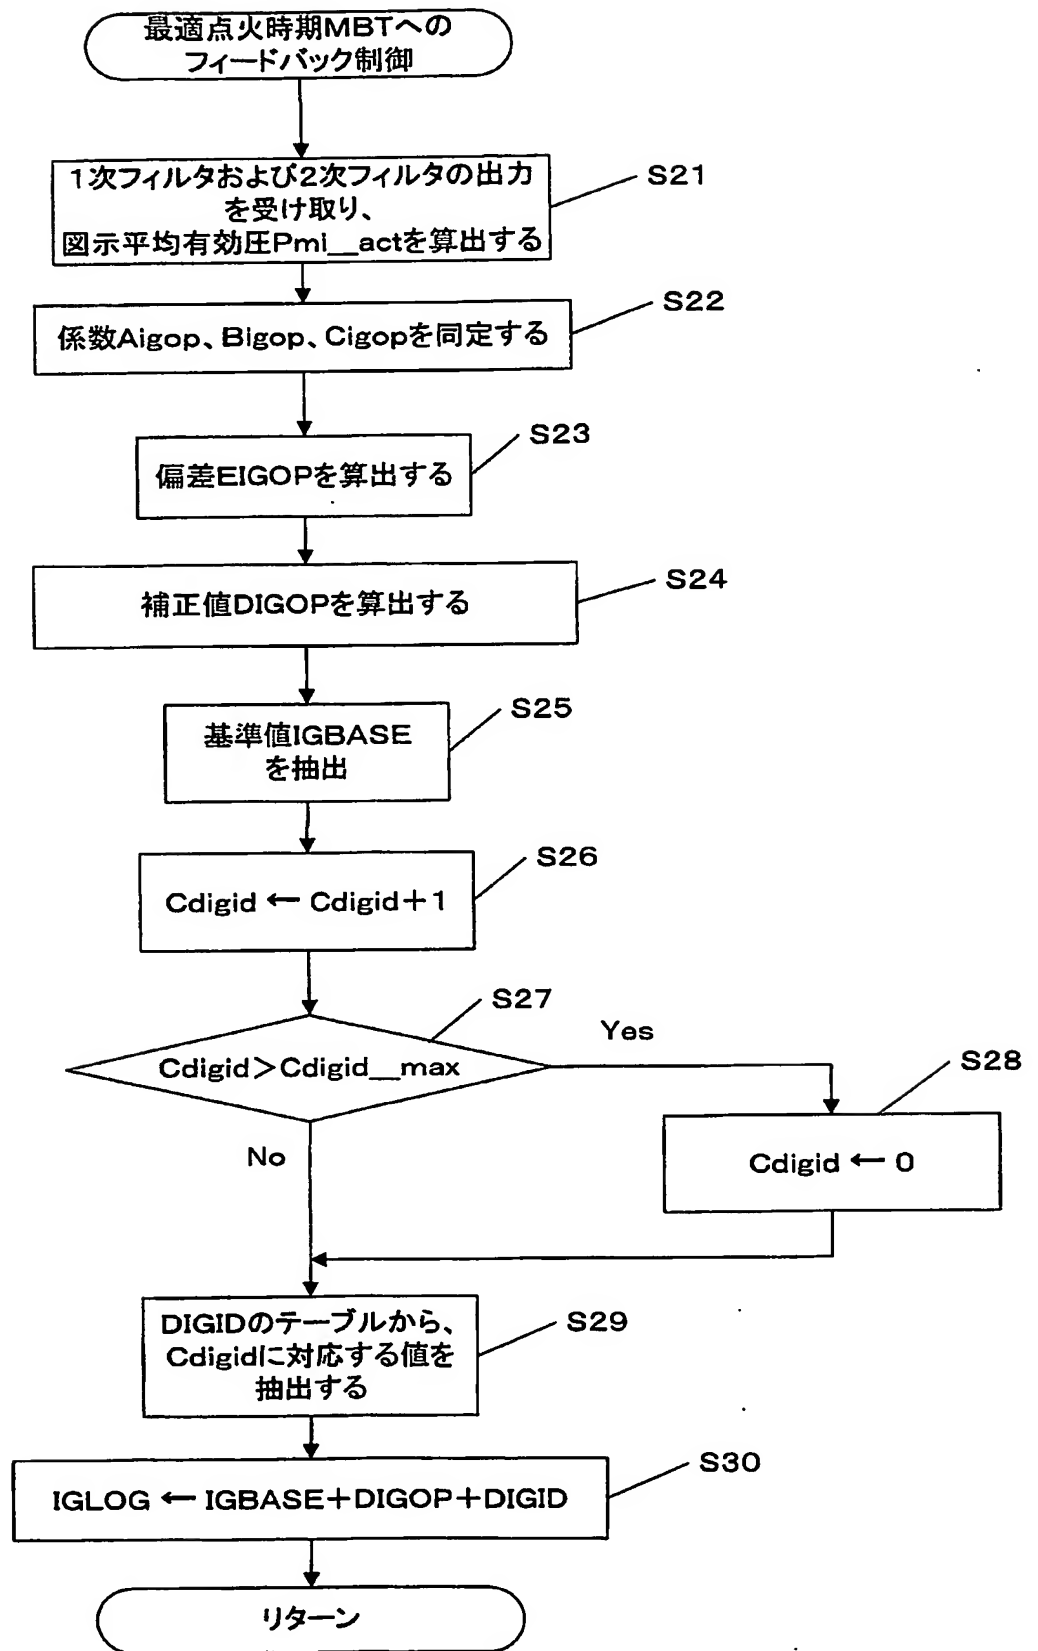 最適点火時期MBTへの
フィードバック制御
1次フィルタおよび2次フィルタの出力
を受け取り、
図示平均有効圧Pmi__actを算出する
S21
係数Aigop、Bigop、Cigopを同定する
S22
偏差EIGOPを算出する
S23
補正値DIGOPを算出する
S24
基準値IGBASE
を抽出
S25
Cdigid ← Cdigid+1
S26
Cdigid>Cdigid__max
S27
Yes
No
Cdigid ← 0
S28
DIGIDのテーブルから、
Cdigidに対応する値を
抽出する
S29
IGLOG ← IGBASE+DIGOP+DIGID
S30
リターン